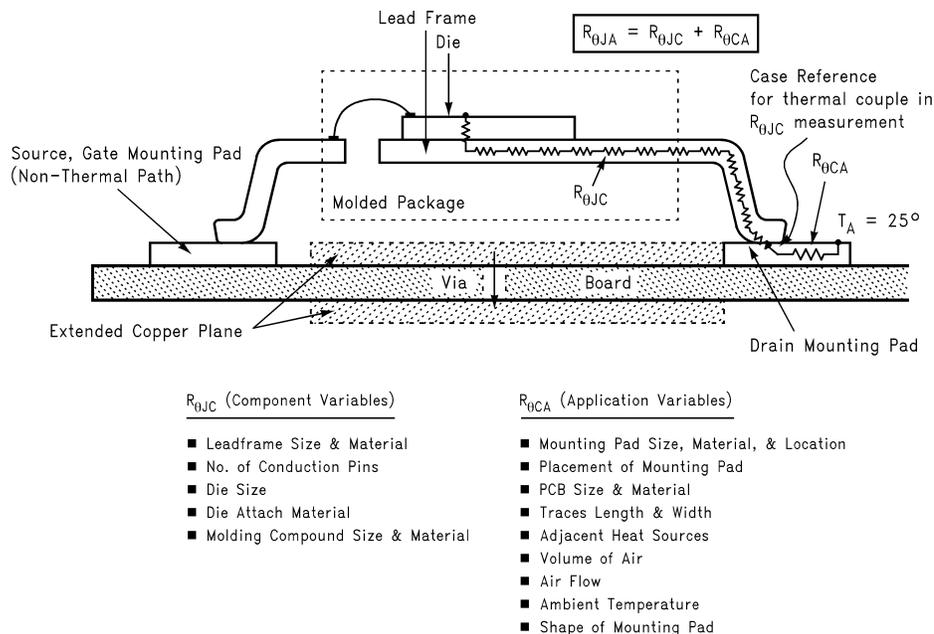 Lead Frame
Die
RθJA = RθJC + RθCA
Case Reference
for thermal couple in
RθJC measurement
Source, Gate Mounting Pad
(Non-Thermal Path)
RθCA
RθJC
Molded Package
TA = 25°
Via
Board
Extended Copper Plane
Drain Mounting Pad
RθJC (Component Variables)
■ Leadframe Size & Material
■ No. of Conduction Pins
■ Die Size
■ Die Attach Material
■ Molding Compound Size & Material
RθCA (Application Variables)
■ Mounting Pad Size, Material, & Location
■ Placement of Mounting Pad
■ PCB Size & Material
■ Traces Length & Width
■ Adjacent Heat Sources
■ Volume of Air
■ Air Flow
■ Ambient Temperature
■ Shape of Mounting Pad